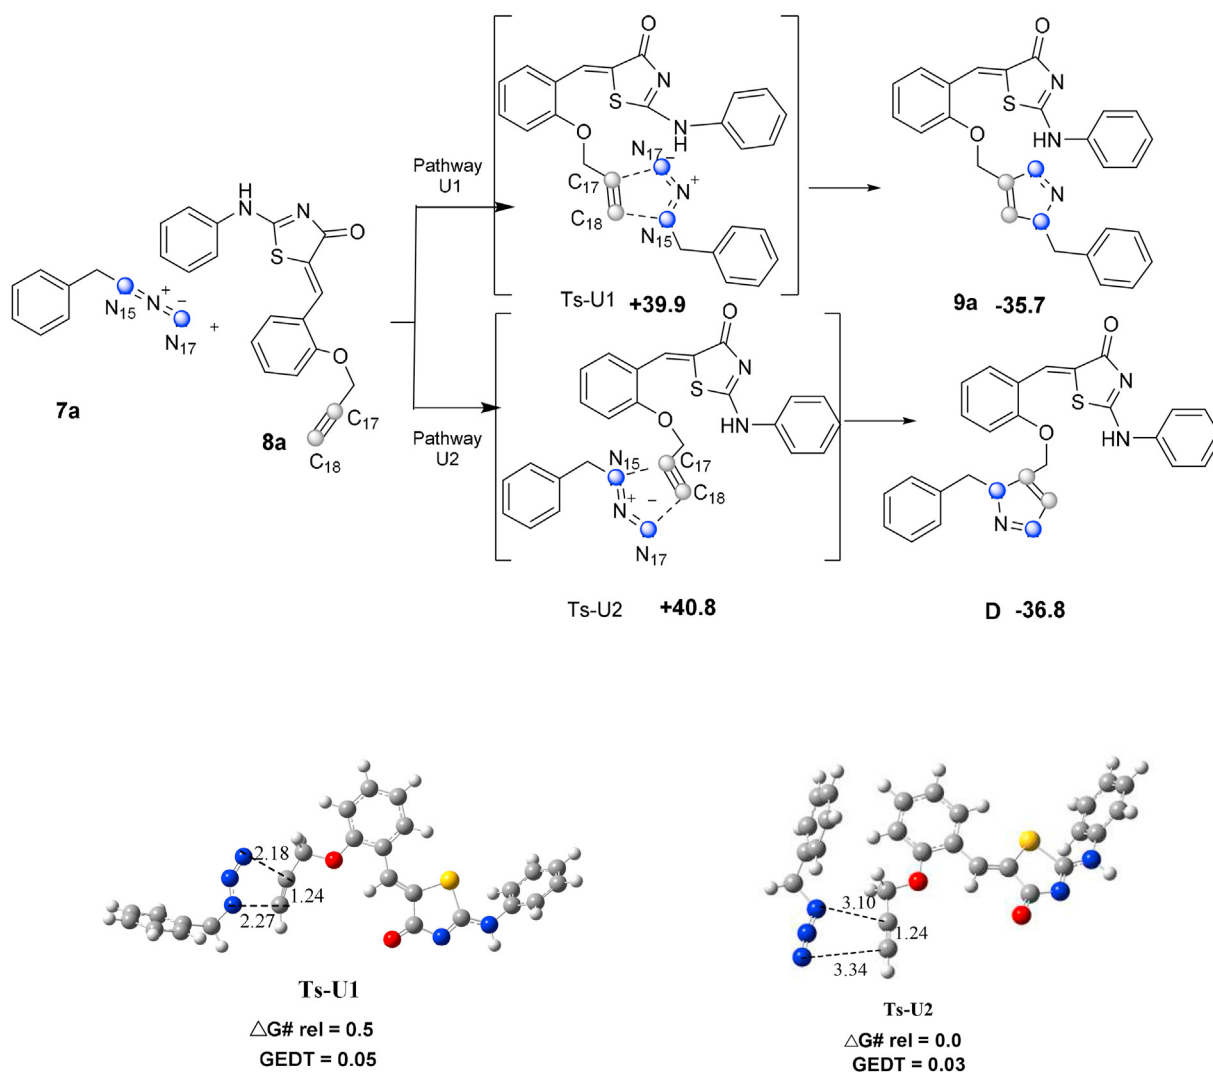 O
N
S
N
H
O
Pathway
U1
N17
−
C17
N
+
C18
N15
Ts-U1
+39.9
O
N
S
HN
O
N
9a
-35.7
H
N
N
O
S
N
+
−
N15
N17
+
O
7a
8a
C17
C18
Pathway
U2
O
N
S
HN
O
N15
C17
N
+
−
C18
N17
Ts-U2
+40.8
O
N
S
HN
O
N
D
-36.8
2.18
1.24
2.27
Ts-U1
△G# rel = 0.5
GEDT = 0.05
3.10
1.24
3.34
Ts-U2
△G# rel = 0.0
GEDT = 0.03